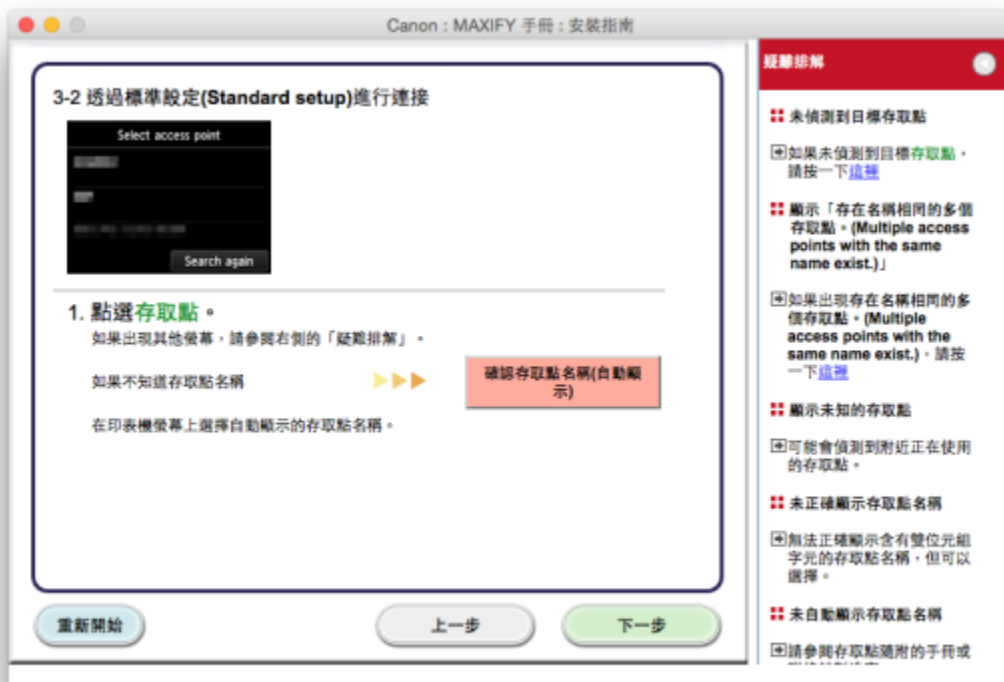 Canon : MAXIFY 手冊 : 安裝指南
3-2 透過標準設定(Standard setup)進行連接
Select access point
Search again
1. 點選存取點。
如果出現其他螢幕，請參閱右側的「疑難排解」。
如果不知道存取點名稱
確認存取點名稱(自動顯
示)
在印表機螢幕上選擇自動顯示的存取點名稱。
重新開始
上一步
下一步
疑難排解
未偵測到目標存取點
如果未偵測到目標存取點，
請按一下這裡
顯示「存在名稱相同的多個
存取點。(Multiple access
points with the same
name exist.)」
如果出現存在名稱相同的多
個存取點。(Multiple
access points with the
same name exist.)，請按
一下這裡
顯示未知的存取點
可能會偵測到附近正在使用
的存取點。
未正確顯示存取點名稱
無法正確顯示含有雙位元組
字元的存取點名稱，但可以
選擇。
未自動顯示存取點名稱
請參閱存取點隨附的手冊或